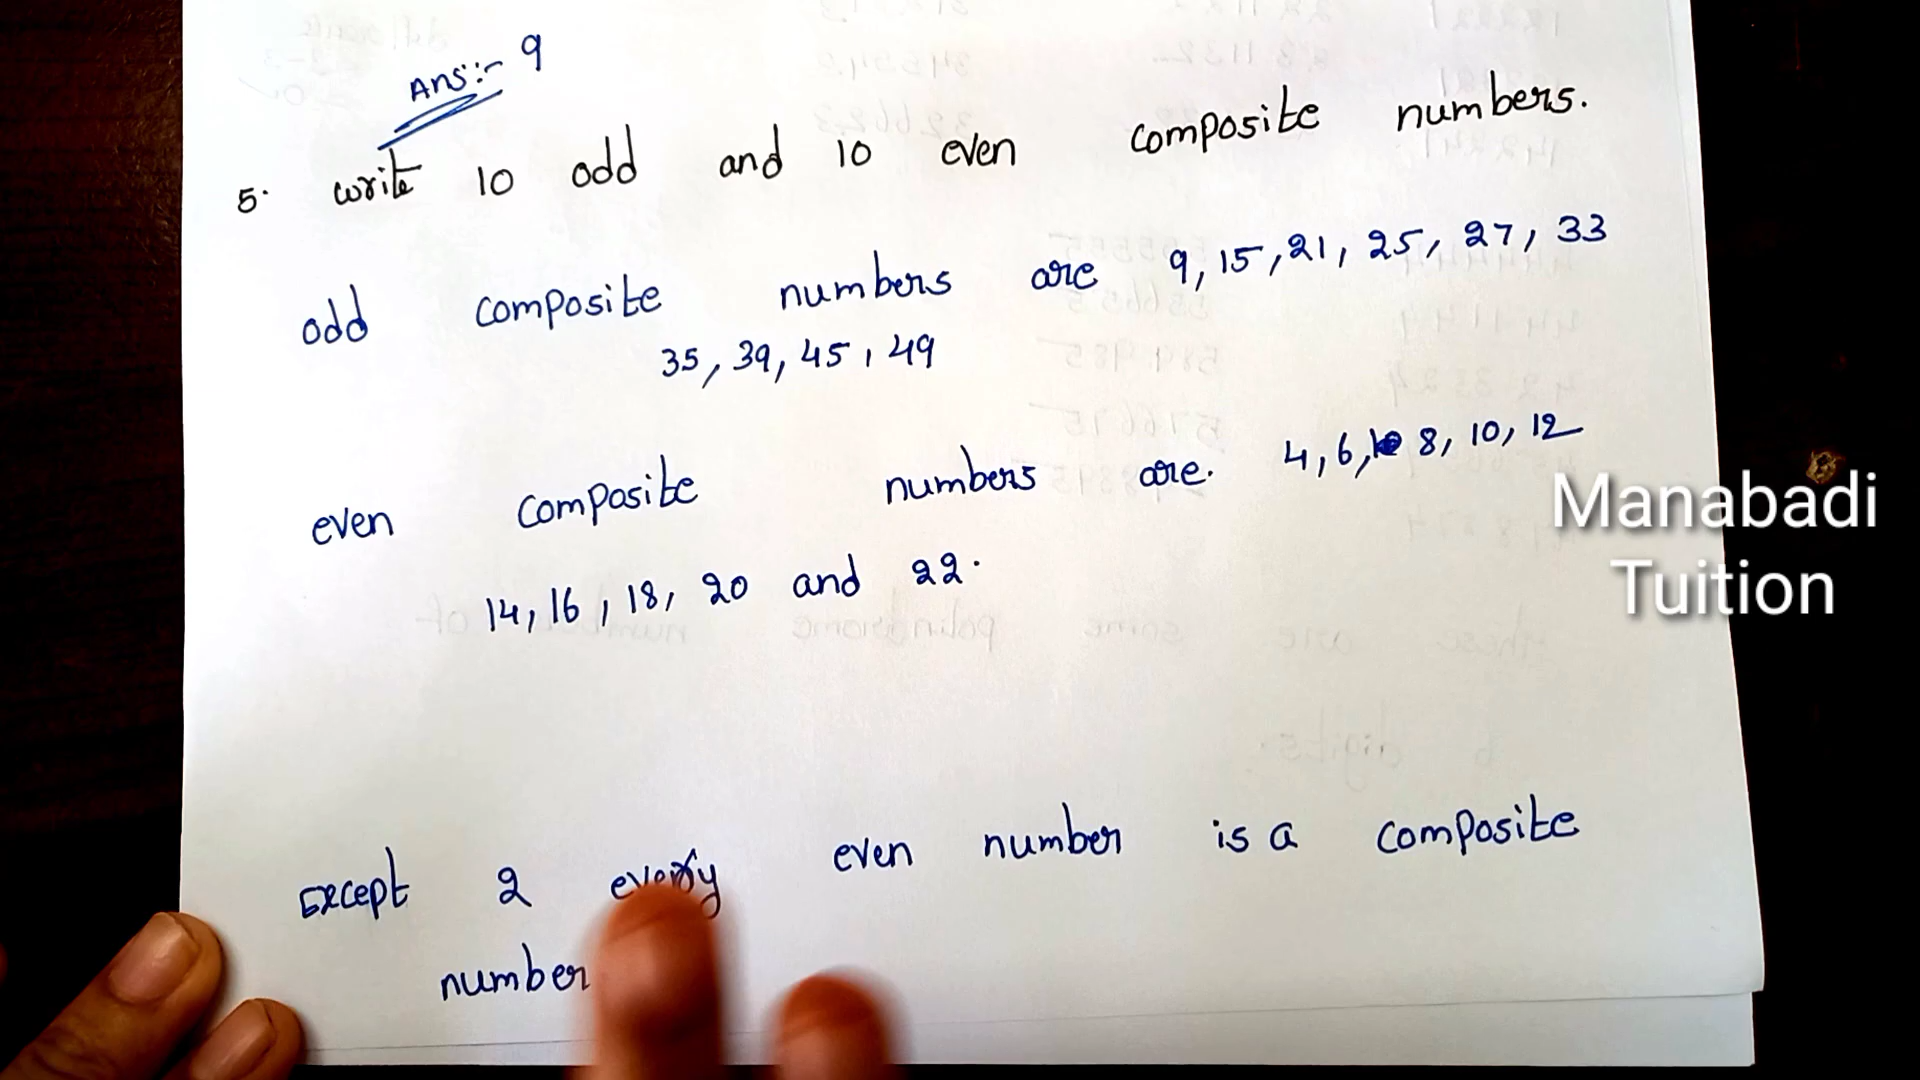 Ans:- 9
5. write 10 odd and 10 even composite numbers.
odd composite numbers are 9, 15, 21, 25, 27, 33
35, 39, 45, 49
even composite numbers are. 4, 6, 8, 10, 12
14, 16, 18, 20 and 22.
Except 2 every even number is a composite
number
Manabadi
Tuition